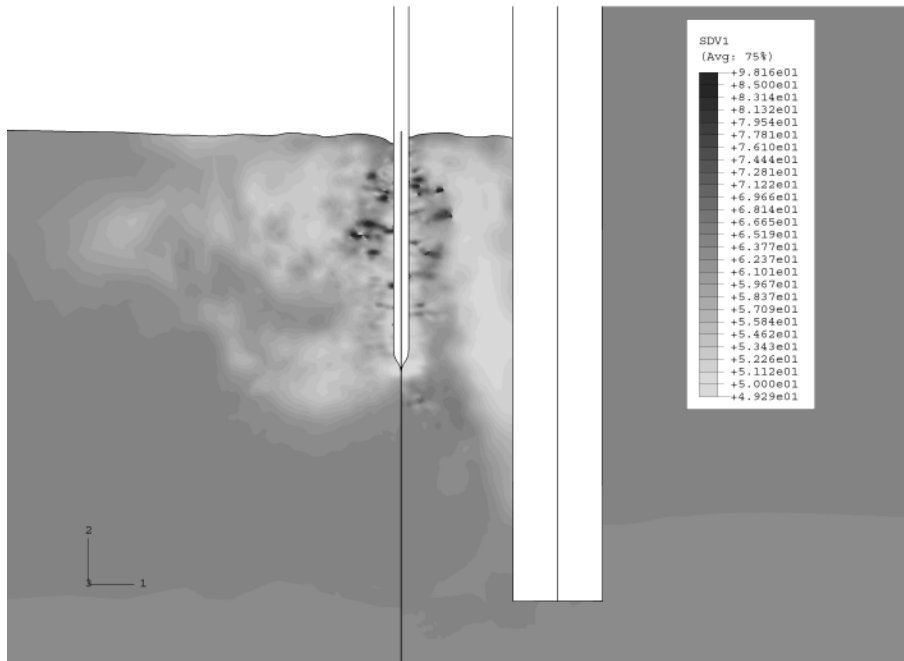 SDV1
(Avg: 75%)
+9.816e01
+8.500e01
+8.314e01
+8.132e01
+7.954e01
+7.781e01
+7.610e01
+7.444e01
+7.281e01
+7.122e01
+6.966e01
+6.814e01
+6.665e01
+6.519e01
+6.377e01
+6.237e01
+6.101e01
+5.967e01
+5.837e01
+5.709e01
+5.584e01
+5.462e01
+5.343e01
+5.226e01
+5.112e01
+5.000e01
+4.929e01
2
3 1